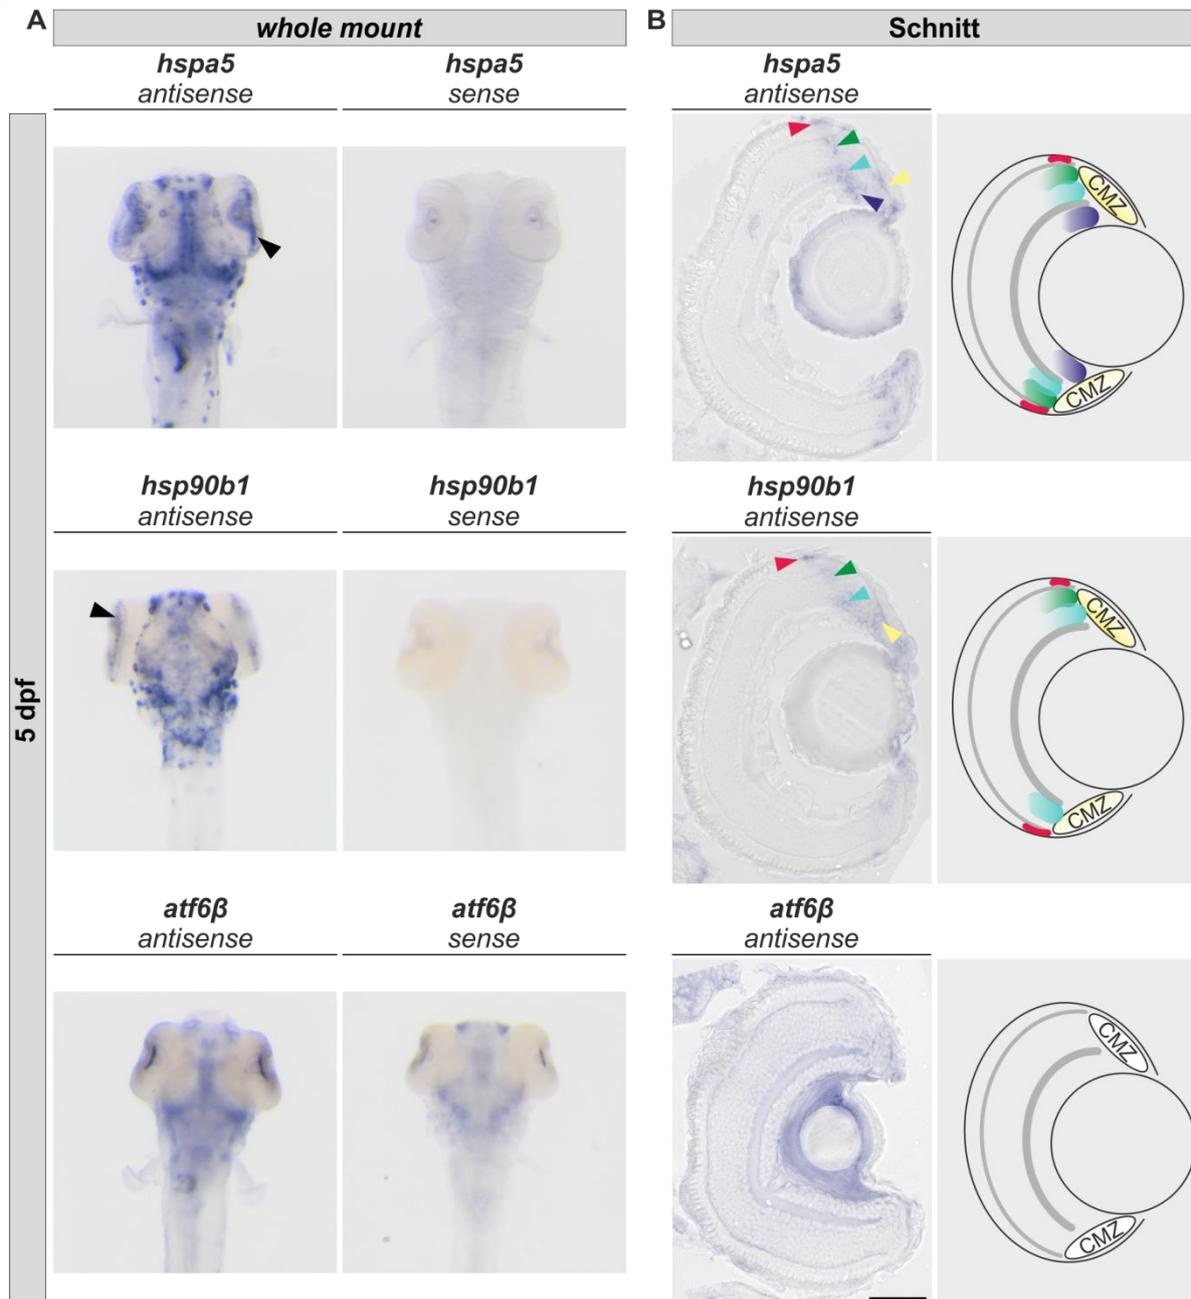 A
whole mount
B
Schnitt
hspa5
antisense
hspa5
sense
hspa5
antisense
CMZ
CMZ
5 dpf
hsp90b1
antisense
hsp90b1
sense
hsp90b1
antisense
CMZ
CMZ
atf6β
antisense
atf6β
sense
atf6β
antisense
CMZ
CMZ